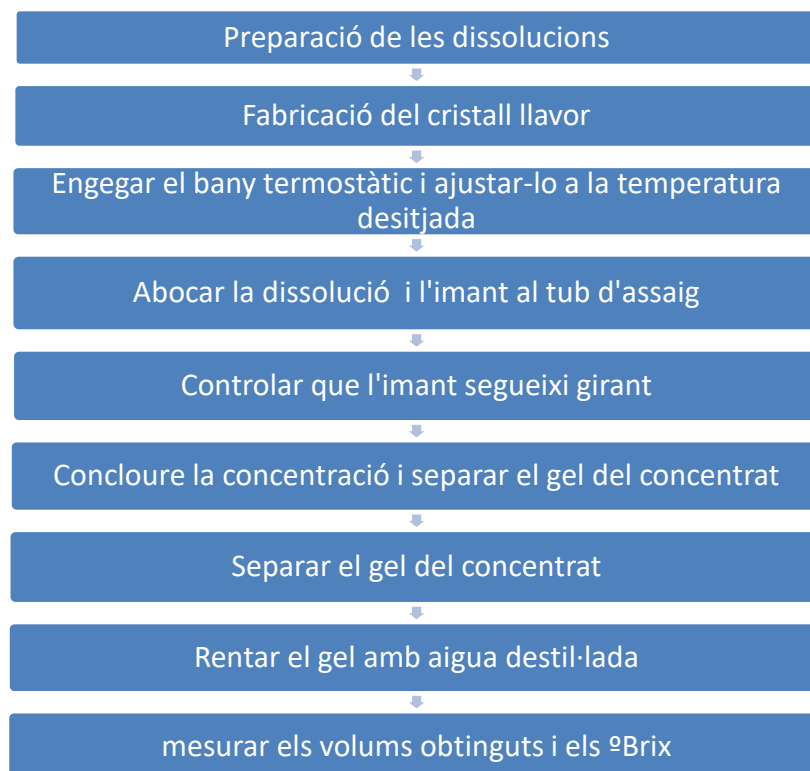 Preparació de les dissolucions
Fabricació del cristall llavor
Engegar el bany termostàtic i ajustar-lo a la temperatura
desitjada
Abocar la dissolució  i l'imant al tub d'assaig
Controlar que l'imant segueixi girant
Concloure la concentració i separar el gel del concentrat
Separar el gel del concentrat
Rentar el gel amb aigua destil·lada
mesurar els volums obtinguts i els ºBrix